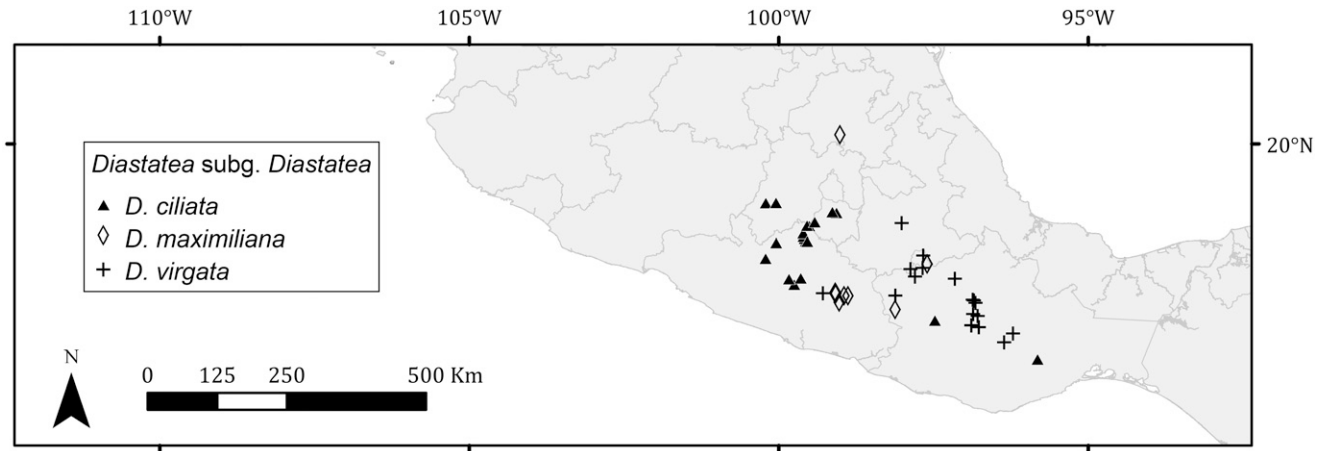 110°W 105°W 100°W 95°W
20°N
Diastatea subg. Diastatea
D. ciliata
D. maximiliana
D. virgata
N
0 125 250 500 Km